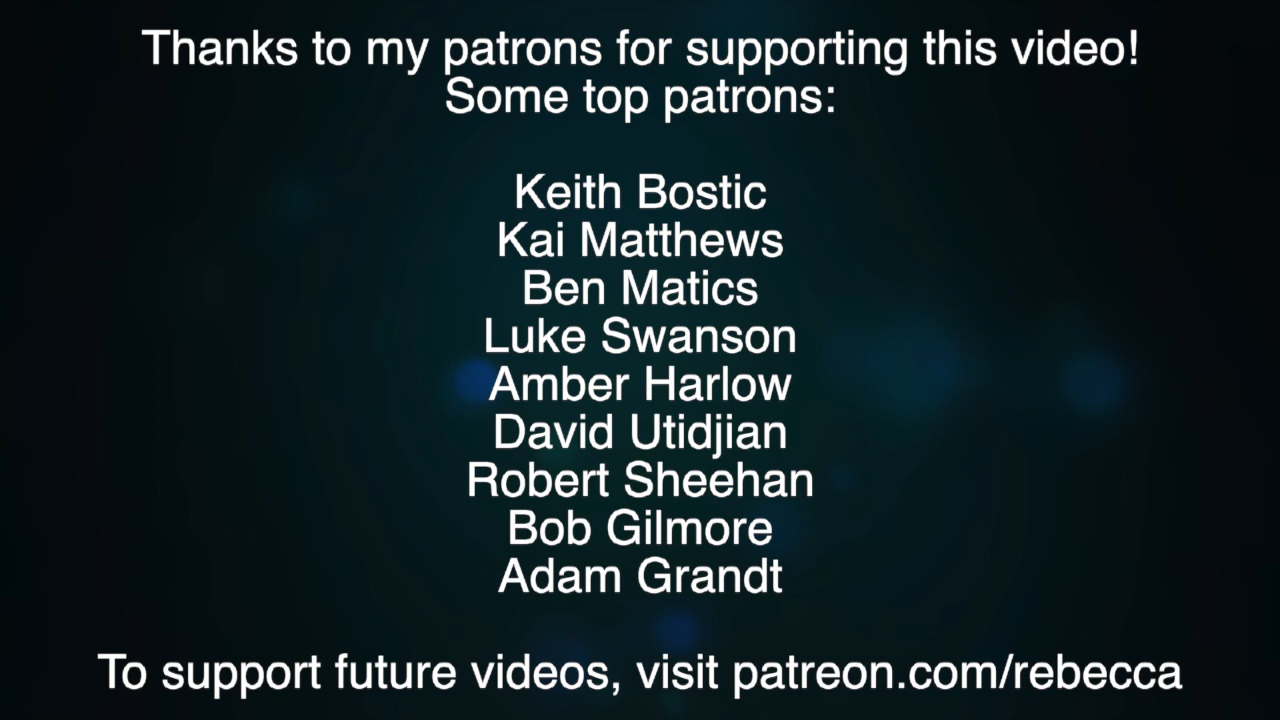 Thanks to my patrons for supporting this video!
Some top patrons:
Keith Bostic
Kai Matthews
Ben Matics
Luke Swanson
Amber Harlow
David Utidjian
Robert Sheehan
Bob Gilmore
Adam Grandt
To support future videos, visit patreon.com/rebecca